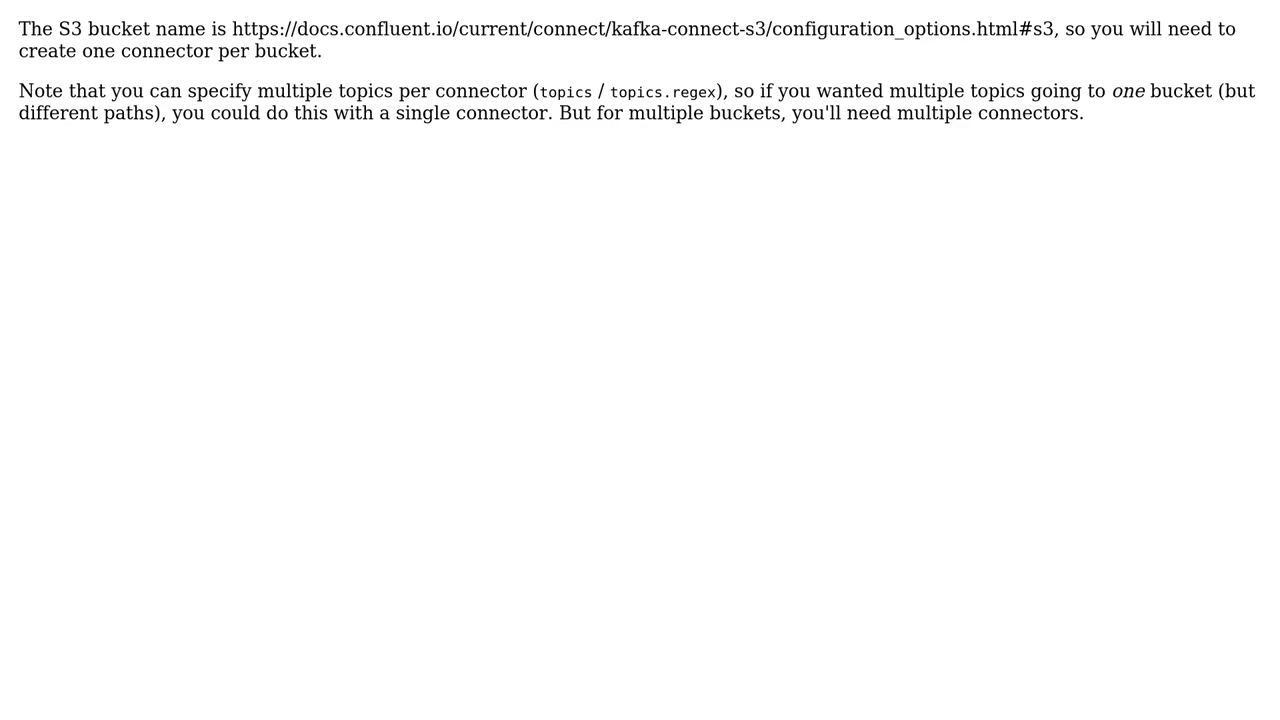 The S3 bucket name is https://docs.confluent.io/current/connect/kafka-connect-s3/configuration_options.html#s3, so you will need to
create one connector per bucket.
Note that you can specify multiple topics per connector (topics / topics.regex), so if you wanted multiple topics going to one bucket (but
different paths), you could do this with a single connector. But for multiple buckets, you'll need multiple connectors.